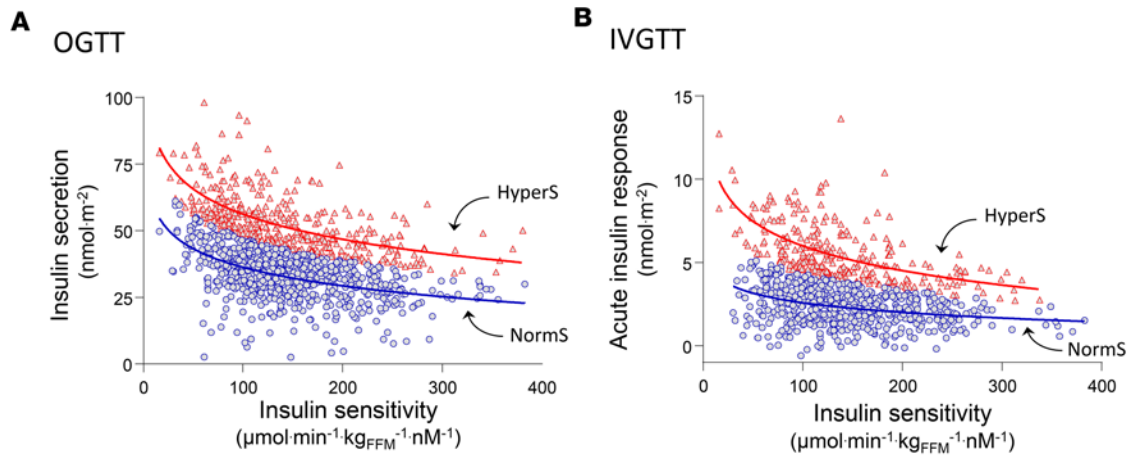 A
OGTT
Insulin secretion
(nmol·m⁻²)
100
75
50
25
0
HyperS
NormS
0 100 200 300 400
Insulin sensitivity
(µmol·min⁻¹·kg_FFM⁻¹·nM⁻¹)
B
IVGTT
Acute insulin response
(nmol·m⁻²)
15
10
5
0
HyperS
NormS
0 100 200 300 400
Insulin sensitivity
(µmol·min⁻¹·kg_FFM⁻¹·nM⁻¹)